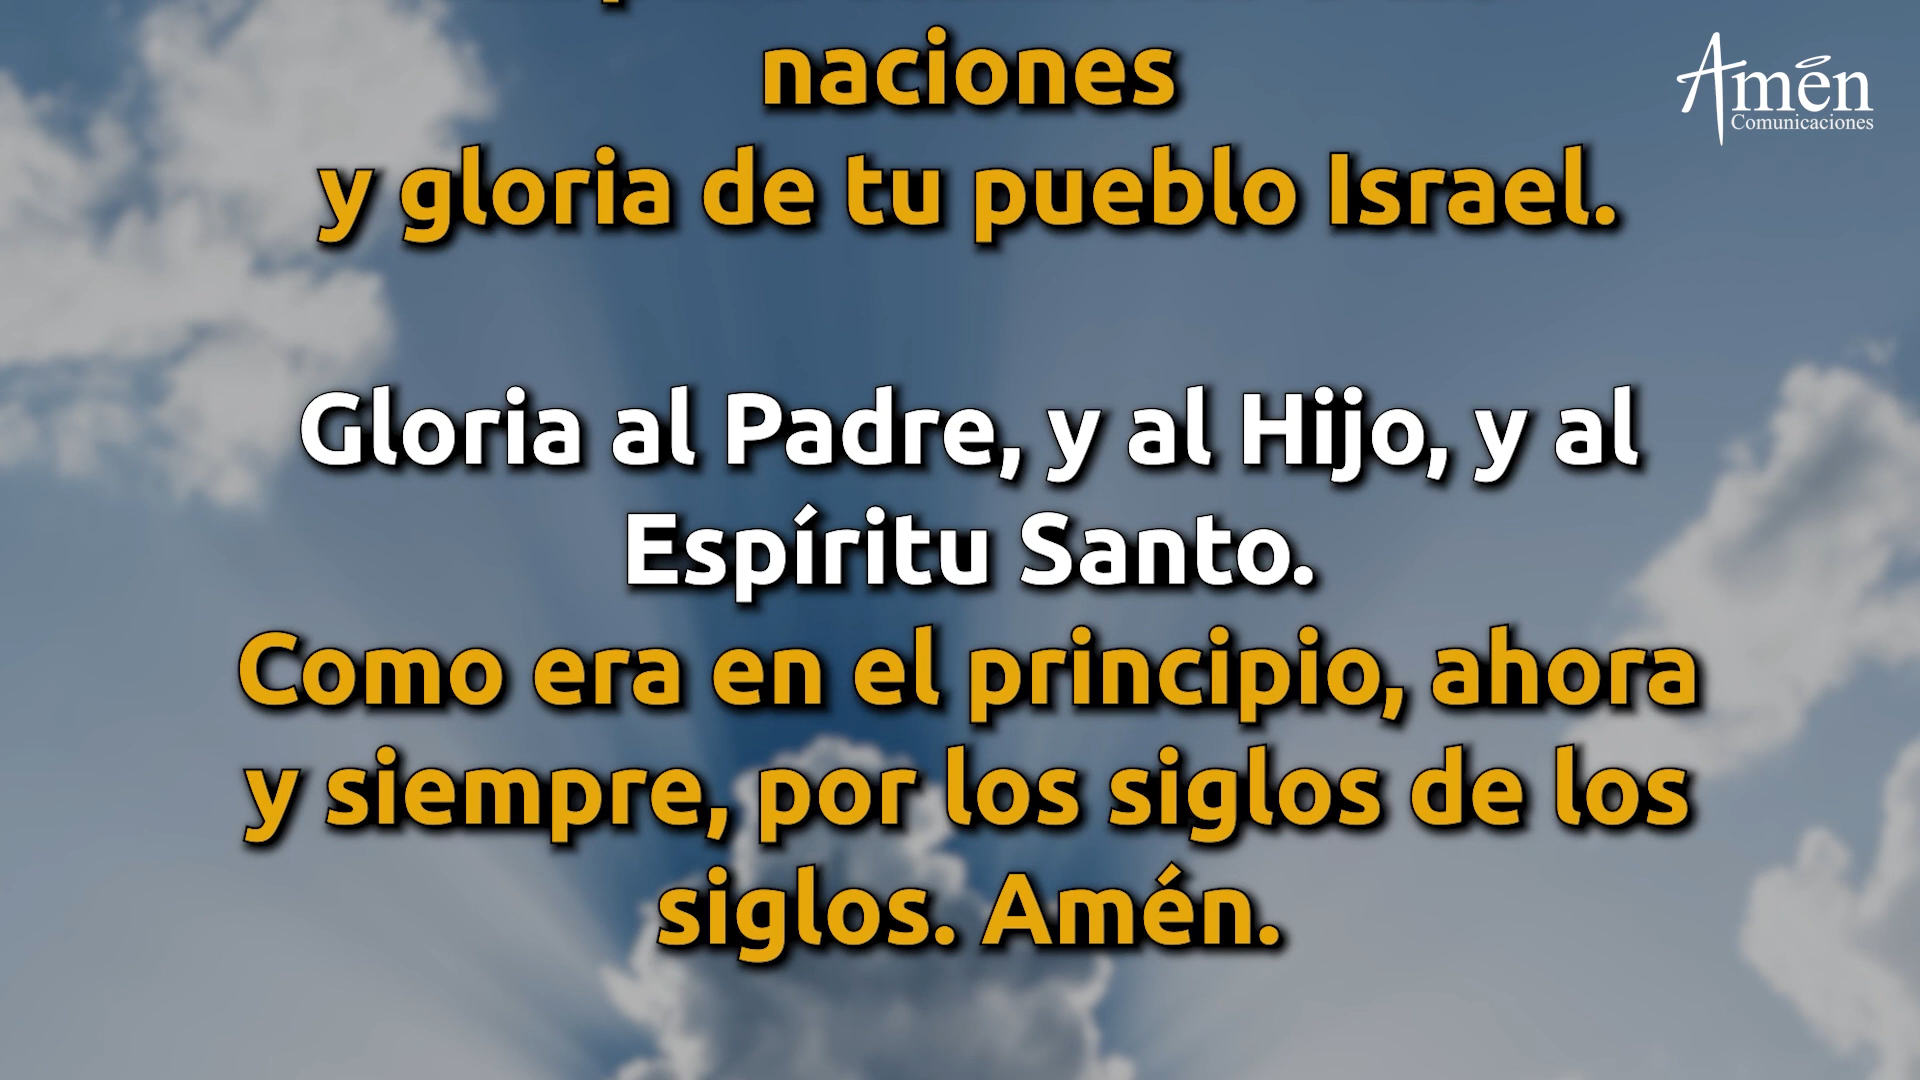 naciones
y gloria de tu pueblo Israel.
Gloria al Padre, y al Hijo, y al
Espíritu Santo.
Como era en el principio, ahora
y siempre, por los siglos de los
siglos. Amén.
Amén
Comunicaciones